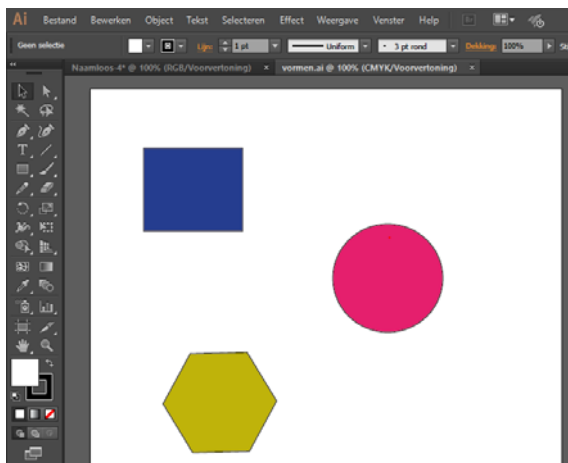 Ai Bestand Bewerken Object Tekst Selecteren Effect Weergave Venster Help
Geen selectie Lijn: 1 pt Uniform 3 pt rond Dekking: 100% St
Naamloos-4* @ 100% (RGB/Voorvertoning) × vormen.ai @ 100% (CMYK/Voorvertoning) ×